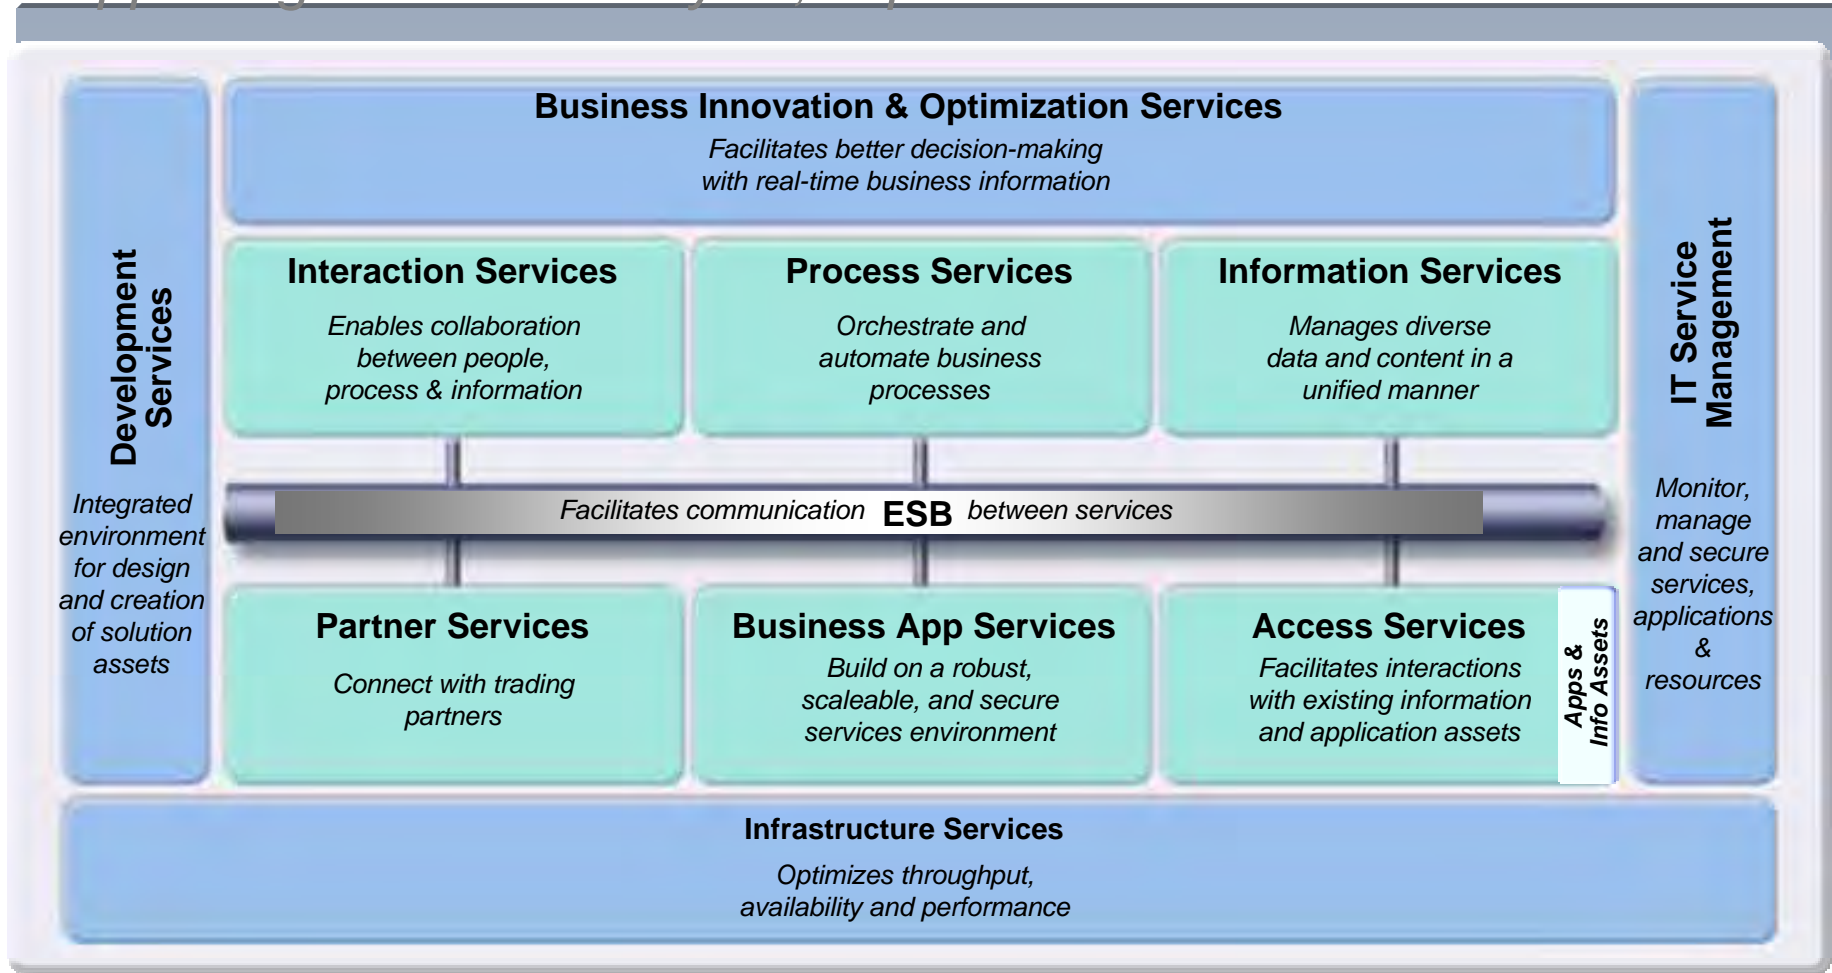 Business Innovation & Optimization Services
Facilitates better decision-making
with real-time business information
Development
Services
Integrated
environment
for design
and creation
of solution
assets
Interaction Services
Enables collaboration
between people,
process & information
Process Services
Orchestrate and
automate business
processes
Information Services
Manages diverse
data and content in a
unified manner
IT Service
Management
Monitor,
manage
and secure
services,
applications
&
resources
Facilitates communication ESB between services
Partner Services
Connect with trading
partners
Business App Services
Build on a robust,
scaleable, and secure
services environment
Access Services
Facilitates interactions
with existing information
and application assets
Apps &
Info Assets
Infrastructure Services
Optimizes throughput,
availability and performance